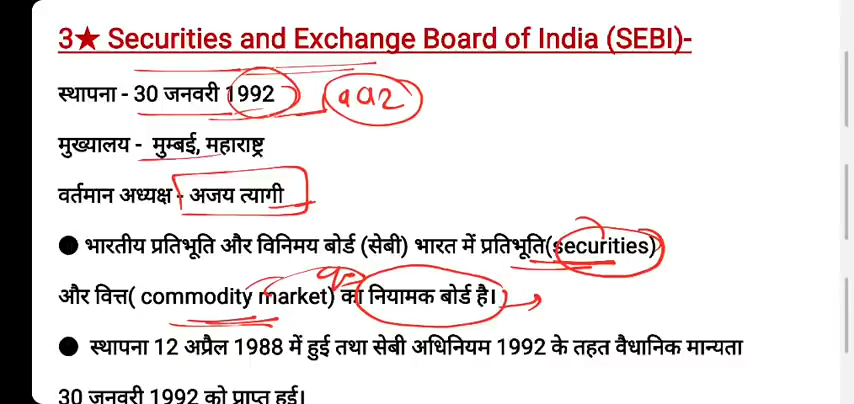 3★ Securities and Exchange Board of India (SEBI)-
स्थापना - 30 जनवरी 1992 992
मुख्यालय - मुम्बई, महाराष्ट्र
वर्तमान अध्यक्ष - अजय त्यागी
● भारतीय प्रतिभूति और विनिमय बोर्ड (सेबी) भारत में प्रतिभूति(securities)
और वित्त( commodity market) का नियामक बोर्ड है।
● स्थापना 12 अप्रैल 1988 में हुई तथा सेबी अधिनियम 1992 के तहत वैधानिक मान्यता
30 जनवरी 1992 को प्राप्त हुई।